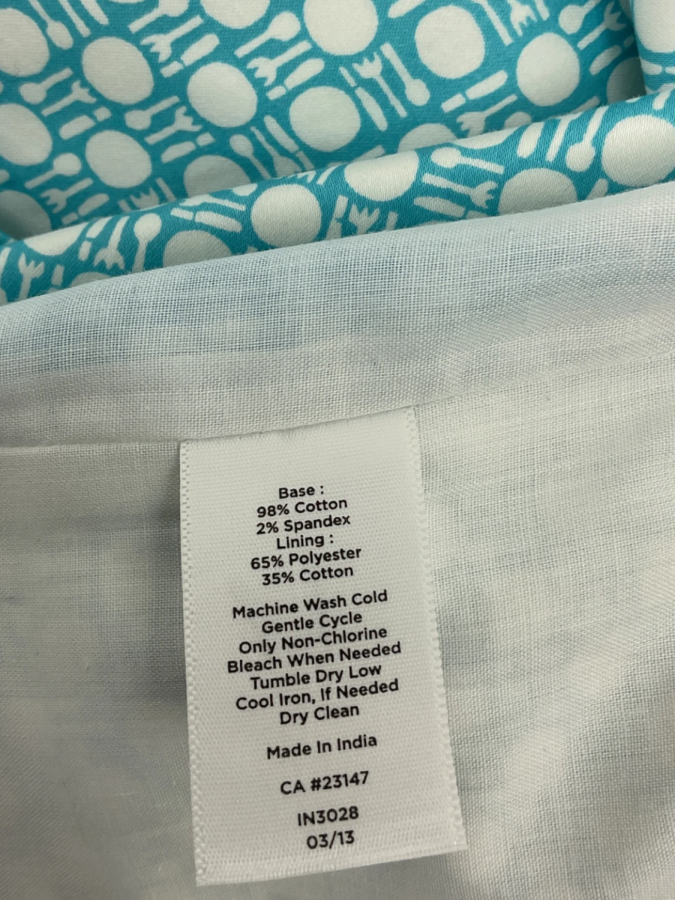 Base :
98% Cotton
2% Spandex
Lining :
65% Polyester
35% Cotton
Machine Wash Cold
Gentle Cycle
Only Non-Chlorine
Bleach When Needed
Tumble Dry Low
Cool Iron, If Needed
Dry Clean
Made In India
CA #23147
IN3028
03/13